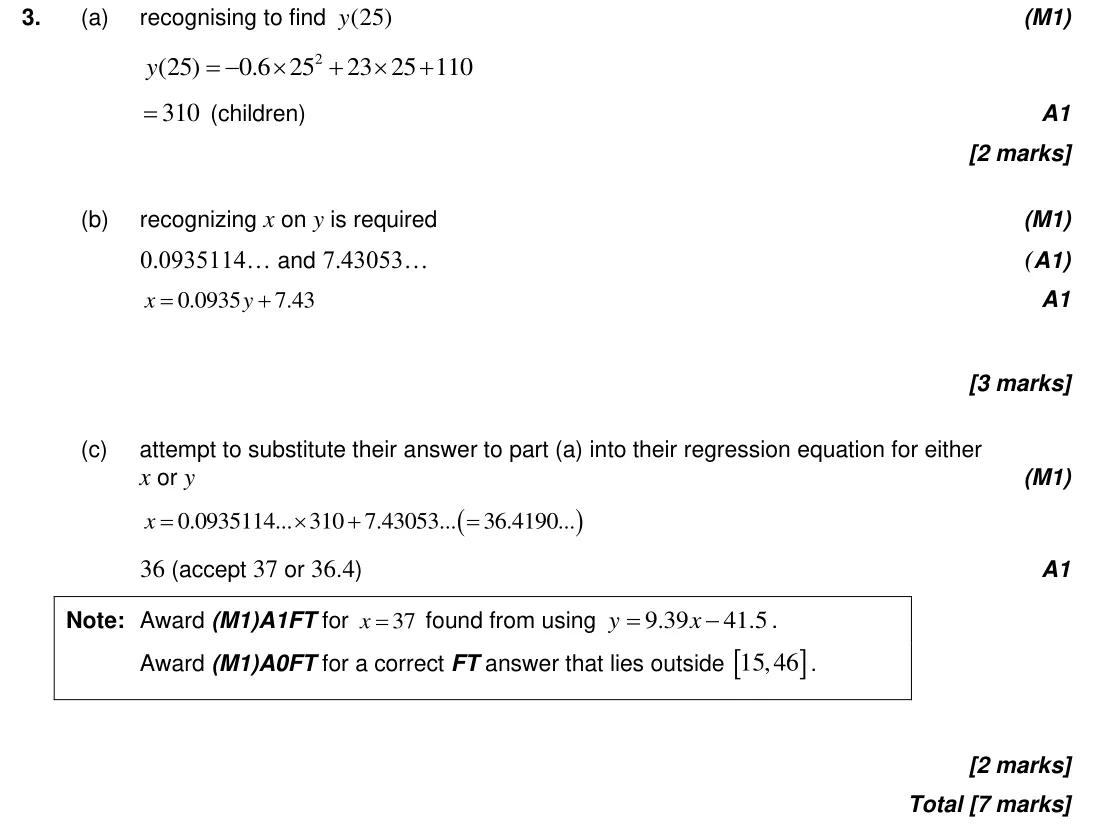 3. (a) recognising to find y(25) (M1)
y(25) = −0.6×25² + 23×25 + 110
= 310 (children) A1
[2 marks]
(b) recognizing x on y is required (M1)
0.0935114… and 7.43053… (A1)
x = 0.0935y + 7.43 A1
[3 marks]
(c) attempt to substitute their answer to part (a) into their regression equation for either
x or y (M1)
x = 0.0935114...×310 + 7.43053...(= 36.4190...)
36 (accept 37 or 36.4) A1
Note: Award (M1)A1FT for x = 37 found from using y = 9.39x − 41.5.
Award (M1)A0FT for a correct FT answer that lies outside [15, 46].
[2 marks]
Total [7 marks]